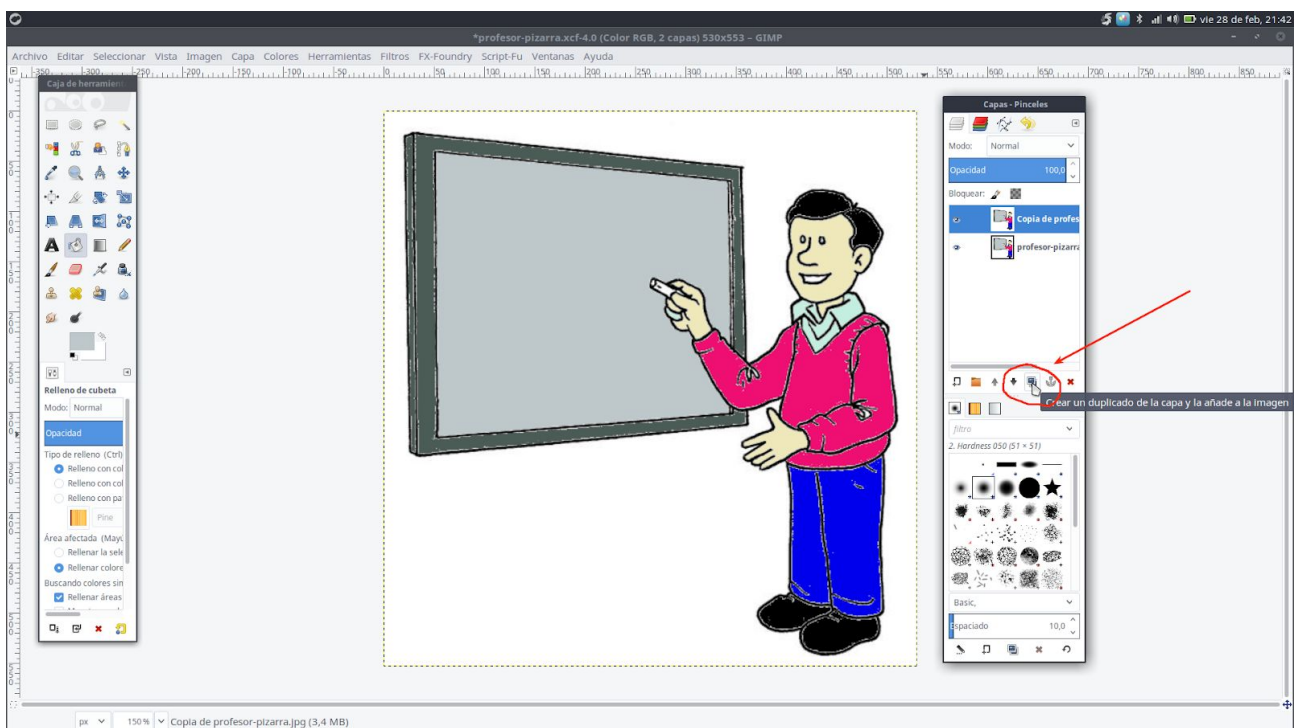 vie 28 de feb, 21:42
*profesor-pizarra.xcf-4.0 (Color RGB, 2 capas) 530x553 – GIMP
Archivo Editar Seleccionar Vista Imagen Capa Colores Herramientas Filtros FX-Foundry Script-Fu Ventanas Ayuda
Caja de herramien
Relleno de cubeta
Modo: Normal
Opacidad
Tipo de relleno (Ctrl)
Relleno con col
Relleno con col
Relleno con pa
Pine
Área afectada (Mayú
Rellenar la sele
Rellenar colore
Buscando colores sin
Rellenar áreas
Capas - Pinceles
Modo: Normal
Opacidad 100,0
Bloquear:
Copia de profes
profesor-pizarra
Crear un duplicado de la capa y la añade a la imagen
filtro
2. Hardness 050 (51 × 51)
Basic,
Espaciado 10,0
px 150 % Copia de profesor-pizarra.jpg (3,4 MB)